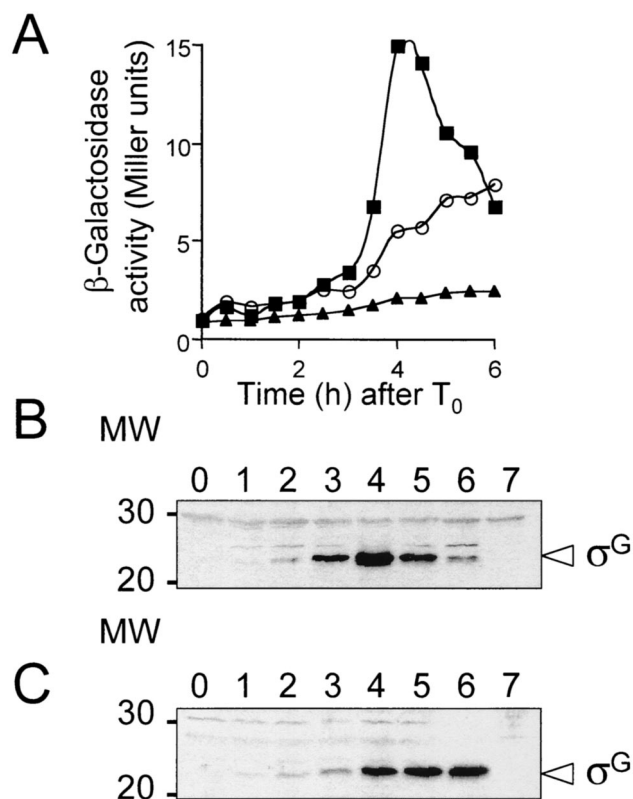 A
β-Galactosidase
activity (Miller units)
15
10
5
0
0 2 4 6
Time (h) after T₀
B
MW
0 1 2 3 4 5 6 7
30
20
σᴳ
MW
C
0 1 2 3 4 5 6 7
30
20
σᴳ